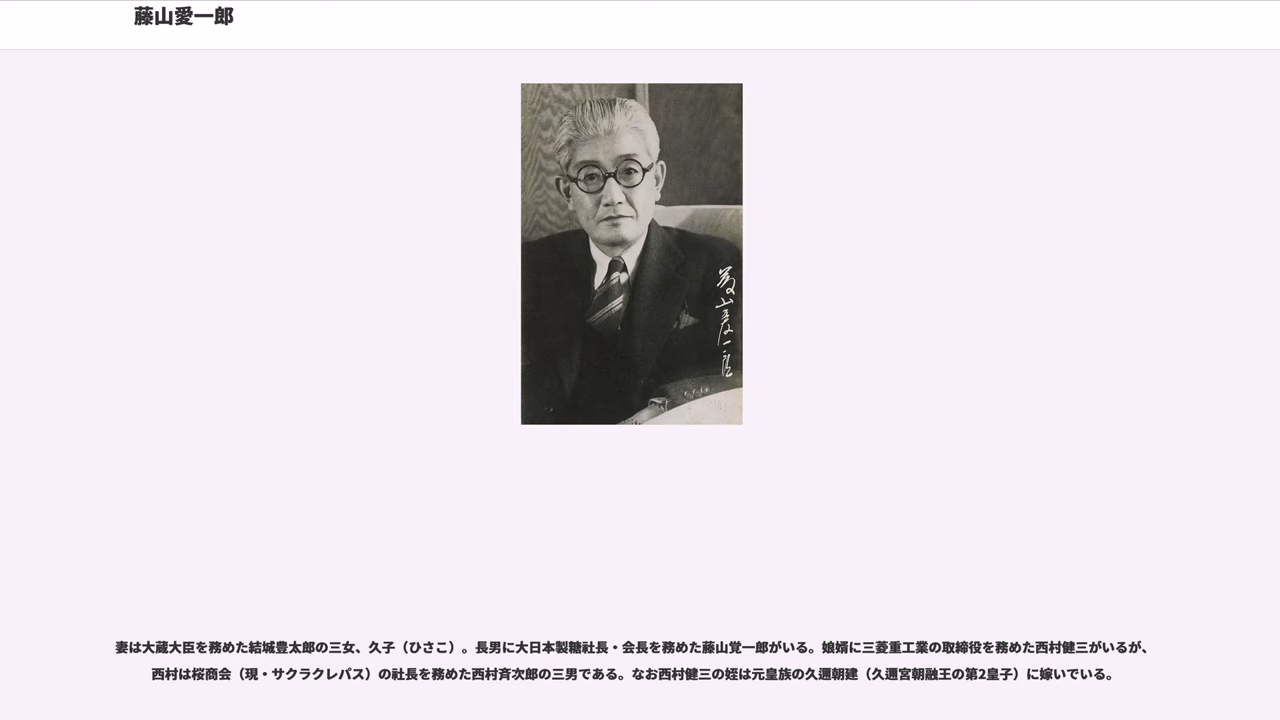 藤山愛一郎
藤山愛一郎
妻は大蔵大臣を務めた結城豊太郎の三女、久子（ひさこ）。長男に大日本製糖社長・会長を務めた藤山覚一郎がいる。娘婿に三菱重工業の取締役を務めた西村健三がいるが、
西村は桜商会（現・サクラクレパス）の社長を務めた西村斉次郎の三男である。なお西村健三の姪は元皇族の久邇朝建（久邇宮朝融王の第2皇子）に嫁いでいる。